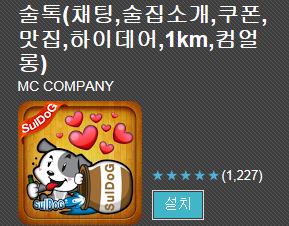 술톡(채팅,술집소개,쿠폰,
맛집,하이데어,1km,컴얼
롱)
MC COMPANY
SulDoG
SulDoG
SulDOG
★★★★★(1,227)
설치